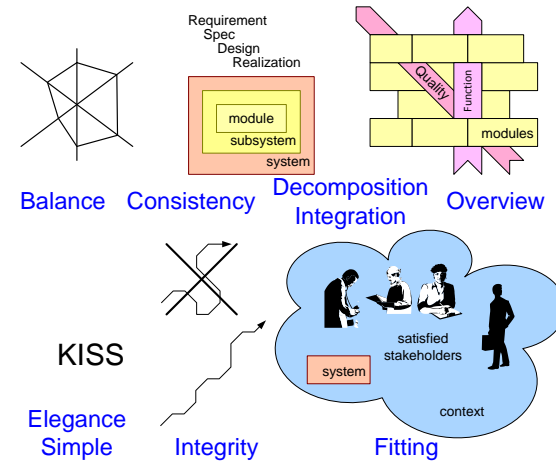 Requirement
Spec
Design
Realization
module
subsystem
system
Quality
Function
modules
Balance
Consistency
Decomposition
Integration
Overview
KISS
satisfied
stakeholders
system
context
Elegance
Simple
Integrity
Fitting